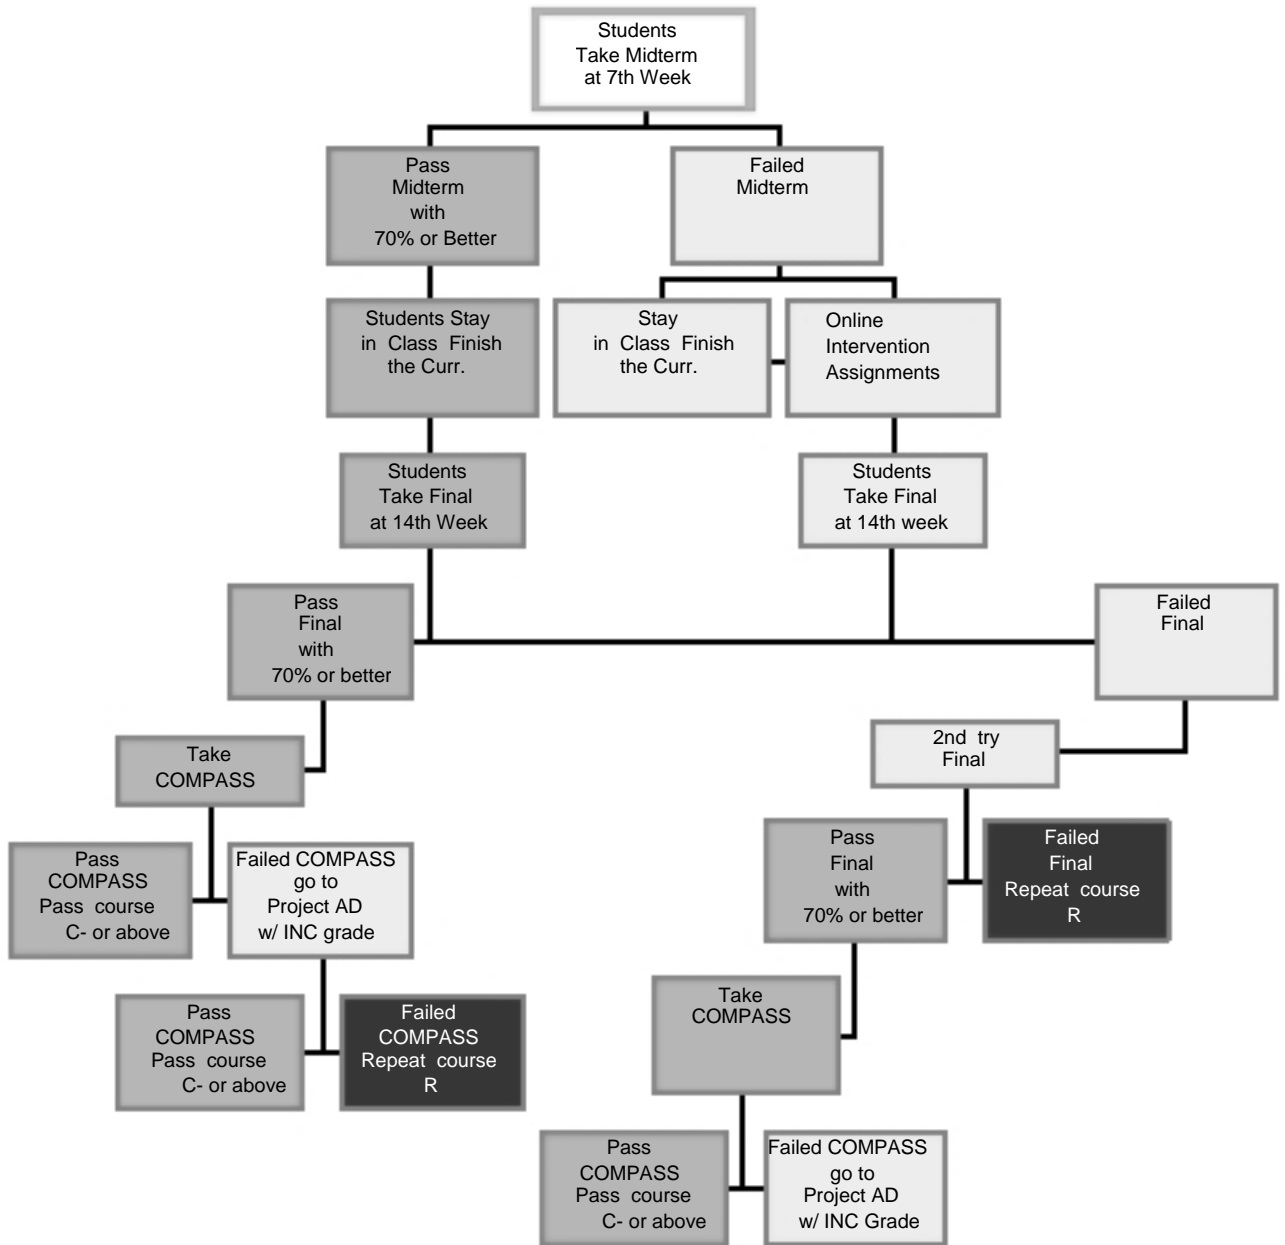 Students
Take Midterm
at 7th Week
Pass
Midterm
with
70% or Better
Failed
Midterm
Students Stay
in Class Finish
the Curr.
Stay
in Class Finish
the Curr.
Online
Intervention
Assignments
Students
Take Final
at 14th Week
Students
Take Final
at 14th week
Pass
Final
with
70% or better
Failed
Final
Take
COMPASS
2nd try
Final
Pass
COMPASS
Pass course
C- or above
Failed COMPASS
go to
Project AD
w/ INC grade
Pass
Final
with
70% or better
Failed
Final
Repeat course
R
Pass
COMPASS
Pass course
C- or above
Failed
COMPASS
Repeat course
R
Take
COMPASS
Pass
COMPASS
Pass course
C- or above
Failed COMPASS
go to
Project AD
w/ INC Grade